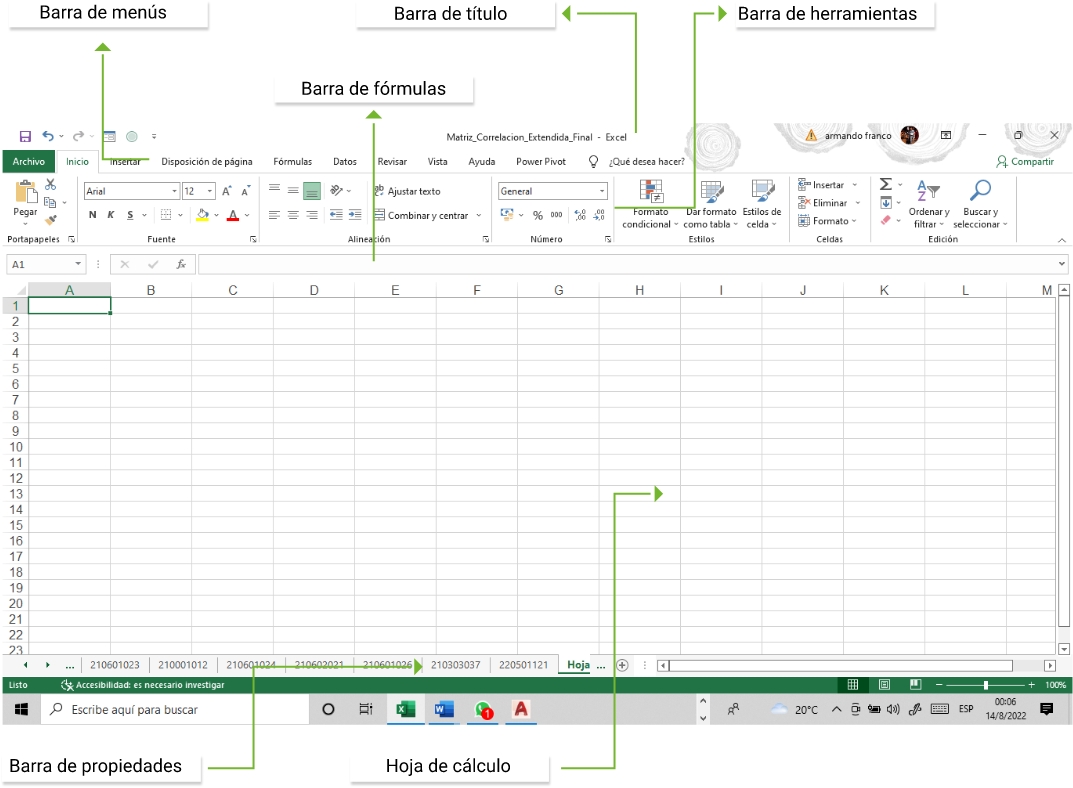 Barra de menús
Barra de título
Barra de herramientas
Barra de fórmulas
Matriz_Correlacion_Extendida_Final - Excel
armando franco
Archivo Inicio Insertar Disposición de página Fórmulas Datos Revisar Vista Ayuda Power Pivot ¿Qué desea hacer? Compartir
Pegar
Arial 12 A A
N K S A
ab Ajustar texto
Combinar y centrar
General
% 000 ,00 ,00
Formato condicional
Dar formato como tabla
Estilos de celda
Insertar
Eliminar
Formato
Ordenar y filtrar
Buscar y seleccionar
Portapapeles Fuente Alineación Número Estilos Celdas Edición
A1 fx
A B C D E F G H I J K L M
1
2
3
4
5
6
7
8
9
10
11
12
13
14
15
16
17
18
19
20
21
22
23
... 210601023 210001012 210601024 210602021 210601026 210303037 220501121 Hoja ...
Listo Accesibilidad: es necesario investigar 100%
Escribe aquí para buscar 1 20°C ESP 00:06
14/8/2022
Barra de propiedades
Hoja de cálculo